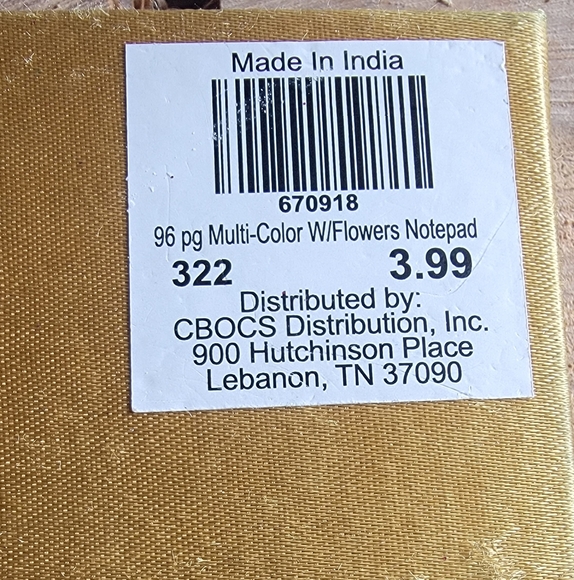 Made In India
670918
96 pg Multi-Color W/Flowers Notepad
322 3.99
Distributed by:
CBOCS Distribution, Inc.
900 Hutchinson Place
Lebanon, TN 37090